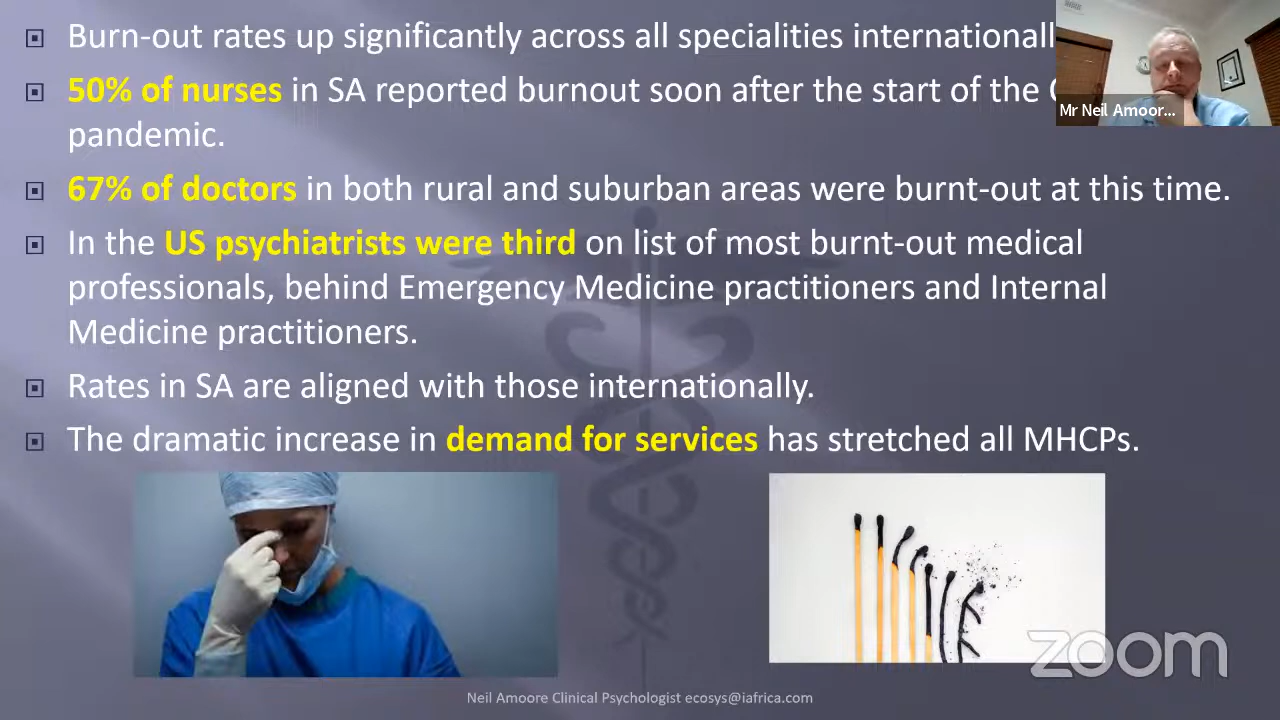 Burn-out rates up significantly across all specialities internationall
50% of nurses in SA reported burnout soon after the start of the
pandemic.
67% of doctors in both rural and suburban areas were burnt-out at this time.
In the US psychiatrists were third on list of most burnt-out medical
professionals, behind Emergency Medicine practitioners and Internal
Medicine practitioners.
Rates in SA are aligned with those internationally.
The dramatic increase in demand for services has stretched all MHCPs.
Mr Neil Amoor...
zoom
Neil Amoore Clinical Psychologist ecosys@iafrica.com